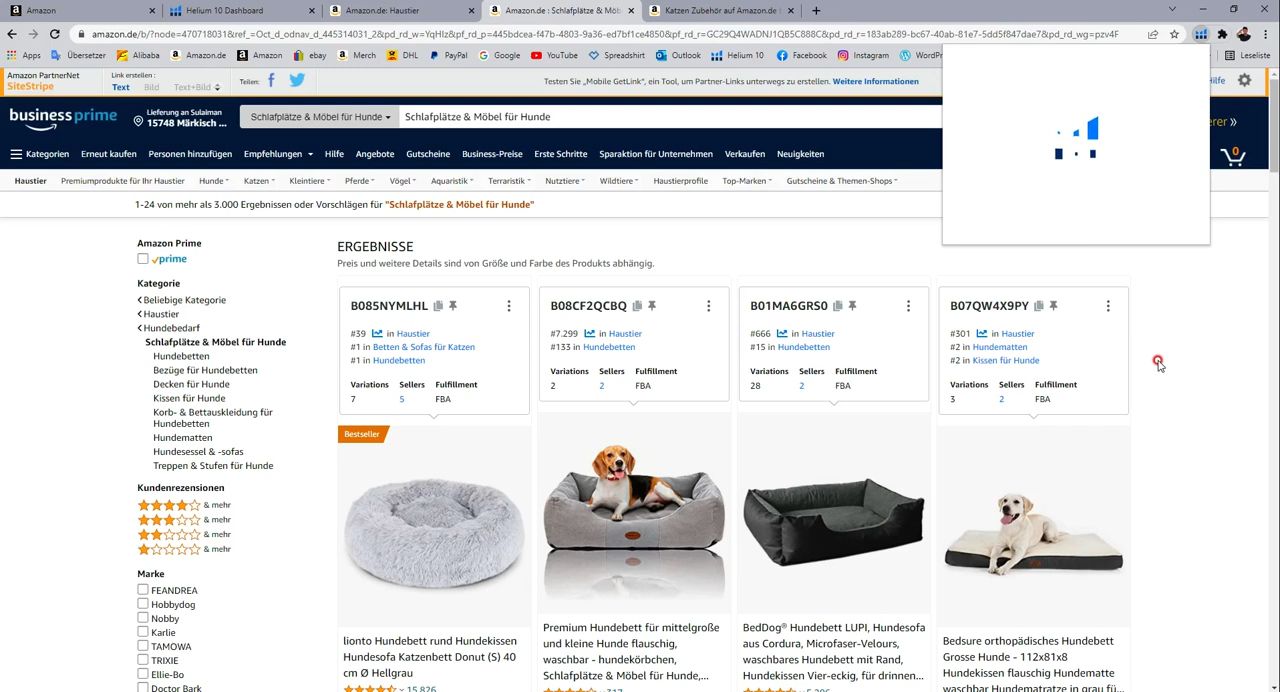 Amazon
Helium 10 Dashboard
Amazon.de: Haustier
Amazon.de : Schlafplätze & Möb
Katzen Zubehör auf Amazon.de
amazon.de/b/?node=470718031&ref_=Oct_d_odnav_d_445314031_2&pd_rd_w=YqHIz&pf_rd_p=445bdcea-f47b-4803-9a36-ed7bf1ce4850&pf_rd_r=GC29Q4WADNJ1QB5C888C&pd_rd_r=183ab289-bc67-40ab-81e7-5dd5f847dae7&pd_rd_wg=pzv4F
Apps Übersetzer Alibaba Amazon.de Amazon ebay Merch DHL PayPal Google YouTube Spreadshirt Outlook Helium 10 Facebook Instagram WordPr Leseliste
Amazon PartnerNet
SiteStripe
Link erstellen :
Text Bild Text+Bild
Teilen:
Testen Sie „Mobile GetLink“, ein Tool, um Partner-Links unterwegs zu erstellen. Weitere Informationen
Hilfe
business prime
Lieferung an Sulaiman
15748 Märkisch ...
Schlafplätze & Möbel für Hunde
Schlafplätze & Möbel für Hunde
erer »
0
Kategorien Erneut kaufen Personen hinzufügen Empfehlungen Hilfe Angebote Gutscheine Business-Preise Erste Schritte Sparaktion für Unternehmen Verkaufen Neuigkeiten
Haustier Premiumprodukte für Ihr Haustier Hunde Katzen Kleintiere Pferde Vögel Aquaristik Terraristik Nutztiere Wildtiere Haustierprofile Top-Marken Gutscheine & Themen-Shops
1-24 von mehr als 3.000 Ergebnissen oder Vorschlägen für "Schlafplätze & Möbel für Hunde"
Amazon Prime
prime
Kategorie
Beliebige Kategorie
Haustier
Hundebedarf
Schlafplätze & Möbel für Hunde
Hundebetten
Bezüge für Hundebetten
Decken für Hunde
Kissen für Hunde
Korb- & Bettauskleidung für
Hundebetten
Hundematten
Hundesessel & -sofas
Treppen & Stufen für Hunde
Kundenrezensionen
& mehr
& mehr
& mehr
& mehr
Marke
FEANDREA
Hobbydog
Nobby
Karlie
TAMOWA
TRIXIE
Ellie-Bo
Doctor Bark
ERGEBNISSE
Preis und weitere Details sind von Größe und Farbe des Produkts abhängig.
B085NYMLHL
#39 in Haustier
#1 in Betten & Sofas für Katzen
#1 in Hundebetten
Variations Sellers Fulfillment
7 5 FBA
Bestseller
lionto Hundebett rund Hundekissen
Hundesofa Katzenbett Donut (S) 40
cm Ø Hellgrau
15.826
B08CF2QCBQ
#7.299 in Haustier
#133 in Hundebetten
Variations Sellers Fulfillment
2 2 FBA
Premium Hundebett für mittelgroße
und kleine Hunde flauschig,
waschbar - hundekörbchen,
Schlafplätze & Möbel für Hunde,...
317
B01MA6GRS0
#666 in Haustier
#15 in Hundebetten
Variations Sellers Fulfillment
28 2 FBA
BedDog® Hundebett LUPI, Hundesofa
aus Cordura, Microfaser-Velours,
waschbares Hundebett mit Rand,
Hundekissen Vier-eckig, für drinnen...
B07QW4X9PY
#301 in Haustier
#2 in Hundematten
#2 in Kissen für Hunde
Variations Sellers Fulfillment
3 2 FBA
Bedsure orthopädisches Hundebett
Grosse Hunde - 112x81x8
Hundekissen flauschig Hundematte
waschbar Hundematratze in grau fü...